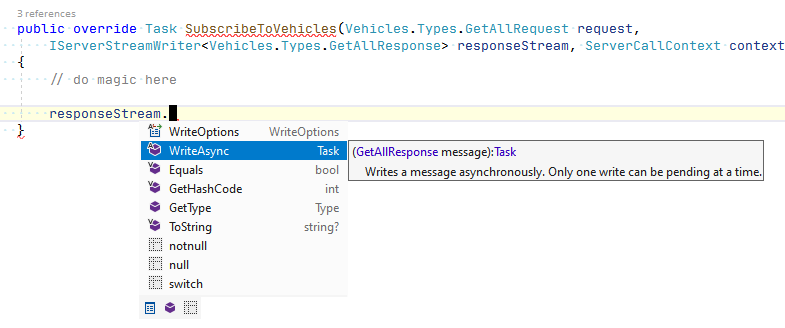 3 references
public override Task SubscribeToVehicles(Vehicles.Types.GetAllRequest request,
IServerStreamWriter<Vehicles.Types.GetAllResponse> responseStream, ServerCallContext context
{
// do magic here
responseStream.
}
WriteOptions WriteOptions
WriteAsync Task
(GetAllResponse message):Task
Writes a message asynchronously. Only one write can be pending at a time.
Equals bool
GetHashCode int
GetType Type
ToString string?
notnull
null
switch